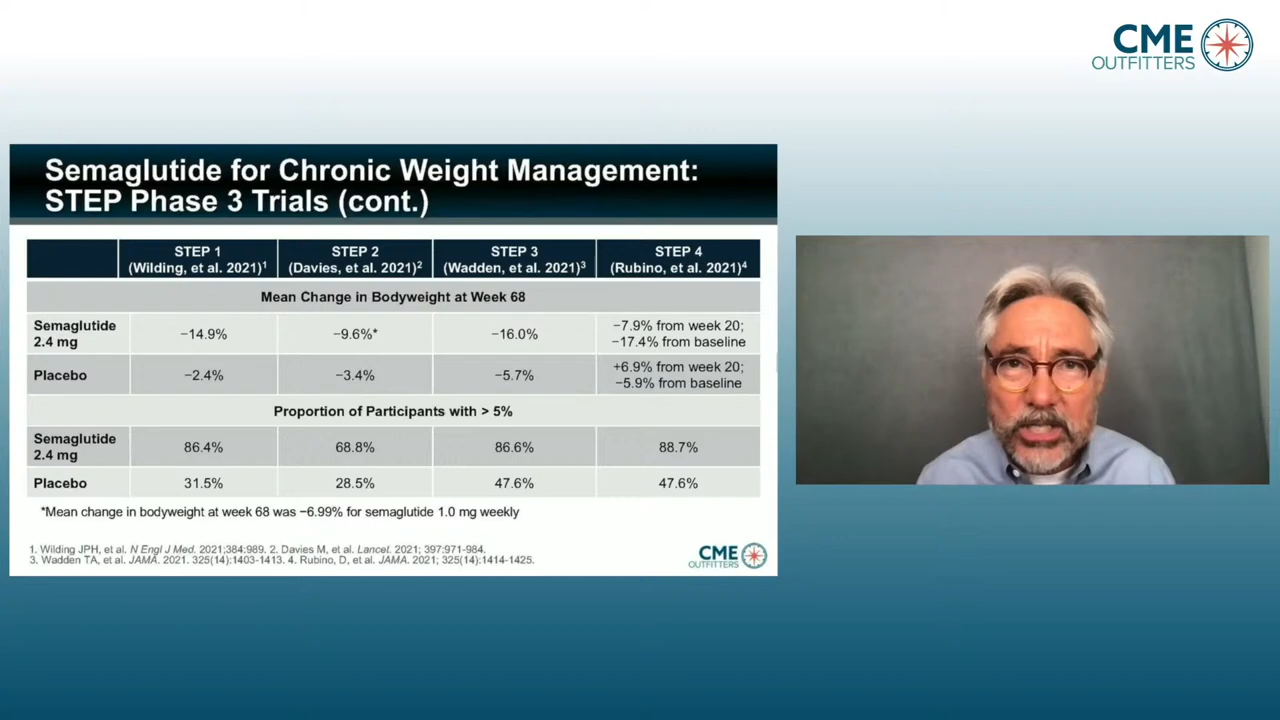 CME
OUTFITTERS
Semaglutide for Chronic Weight Management:
STEP Phase 3 Trials (cont.)
STEP 1 STEP 2 STEP 3 STEP 4
(Wilding, et al. 2021)1 (Davies, et al. 2021)2 (Wadden, et al. 2021)3 (Rubino, et al. 2021)4
Mean Change in Bodyweight at Week 68
Semaglutide
2.4 mg
−14.9%
−9.6%*
−16.0%
−7.9% from week 20;
−17.4% from baseline
Placebo
−2.4%
−3.4%
−5.7%
+6.9% from week 20;
−5.9% from baseline
Proportion of Participants with > 5%
Semaglutide
2.4 mg
86.4%
68.8%
86.6%
88.7%
Placebo
31.5%
28.5%
47.6%
47.6%
*Mean change in bodyweight at week 68 was −6.99% for semaglutide 1.0 mg weekly
1. Wilding JPH, et al. N Engl J Med. 2021;384:989. 2. Davies M, et al. Lancet. 2021; 397:971-984.
3. Wadden TA, et al. JAMA. 2021. 325(14):1403-1413. 4. Rubino, D, et al. JAMA. 2021; 325(14):1414-1425.
CME
OUTFITTERS